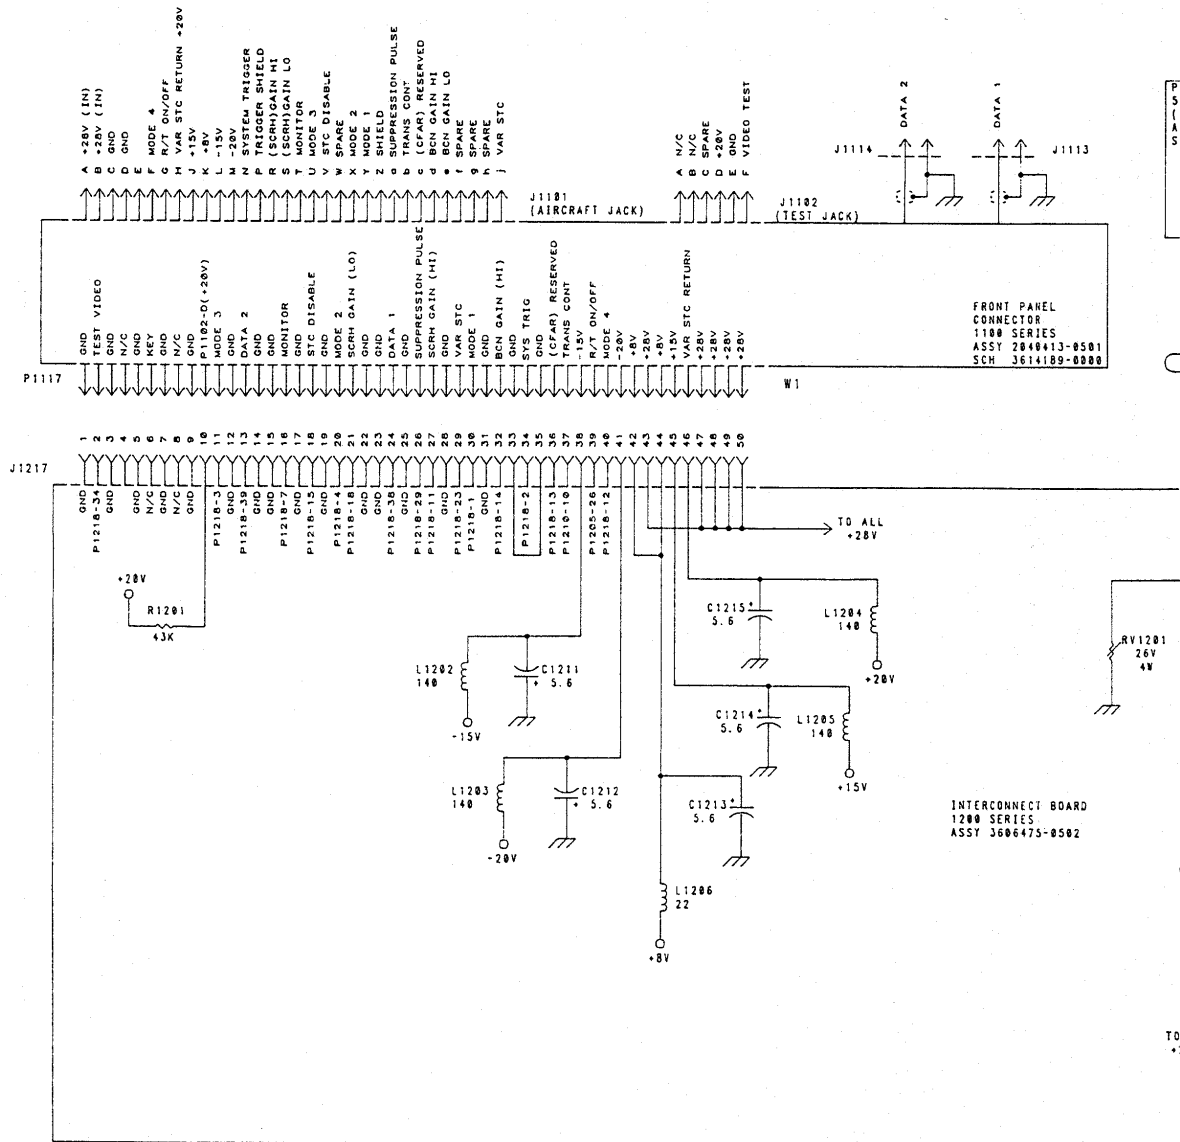 A +28V (IN)
B +28V (IN)
C GND
D GND
E
F MODE 4
G R/T ON/OFF
H VAR STC RETURN +20V
J +15V
K +8V
L -15V
M -20V
N SYSTEM TRIGGER
P TRIGGER SHIELD
R (SCRH)GAIN HI
S (SCRH)GAIN LO
T MONITOR
U MODE 3
V STC DISABLE
W SPARE
X MODE 2
Y MODE 1
Z SHIELD
a SUPPRESSION PULSE
b TRANS CONT
c (CFAR) RESERVED
d BCN GAIN HI
e BCN GAIN LO
f SPARE
g SPARE
h SPARE
j VAR STC
J1101
(AIRCRAFT JACK)
A N/C
B N/C
C SPARE
D +20V
E GND
F VIDEO TEST
J1102
(TEST JACK)
J1114
DATA 2
DATA 1
J1113
P
5
(
A
S
GND
TEST VIDEO
GND
N/C
GND
KEY
GND
N/C
GND
P1102-D(+20V)
MODE 3
GND
DATA 2
GND
GND
MONITOR
GND
STC DISABLE
GND
MODE 2
SCRH GAIN (LO)
GND
GND
DATA 1
GND
SUPPRESSION PULSE
SCRH GAIN (HI)
GND
VAR STC
MODE 1
GND
BCN GAIN (HI)
GND
SYS TRIG
GND
(CFAR) RESERVED
TRANS CONT
-15V
R/T ON/OFF
MODE 4
-20V
+8V
+28V
+8V
+15V
VAR STC RETURN
+28V
+28V
+28V
+28V
FRONT PANEL
CONNECTOR
1100 SERIES
ASSY 2040413-0501
SCH 3614189-0000
P1117
W1
1 2 3 4 5 6 7 8 9 10 11 12 13 14 15 16 17 18 19 20 21 22 23 24 25 26 27 28 29 30 31 32 33 34 35 36 37 38 39 40 41 42 43 44 45 46 47 48 49 50
J1217
GND
P1218-34
GND
GND
N/C
GND
N/C
GND
P1218-3
GND
P1218-39
GND
GND
P1218-7
GND
P1218-15
GND
P1218-4
P1218-18
GND
GND
P1218-38
GND
P1218-29
P1218-11
GND
P1218-23
P1218-1
GND
P1218-14
P1218-2
P1218-13
P1210-10
P1205-26
P1218-12
TO ALL
+28V
+20V
R1201
43K
L1202
140
-15V
C1211
+ 5.6
L1203
140
-20V
C1212
+ 5.6
C1215+
5.6
L1204
140
+20V
C1214+
5.6
L1205
140
+15V
C1213+
5.6
L1206
22
+8V
RV1201
26V
4W
INTERCONNECT BOARD
1200 SERIES
ASSY 3606475-0502
TO